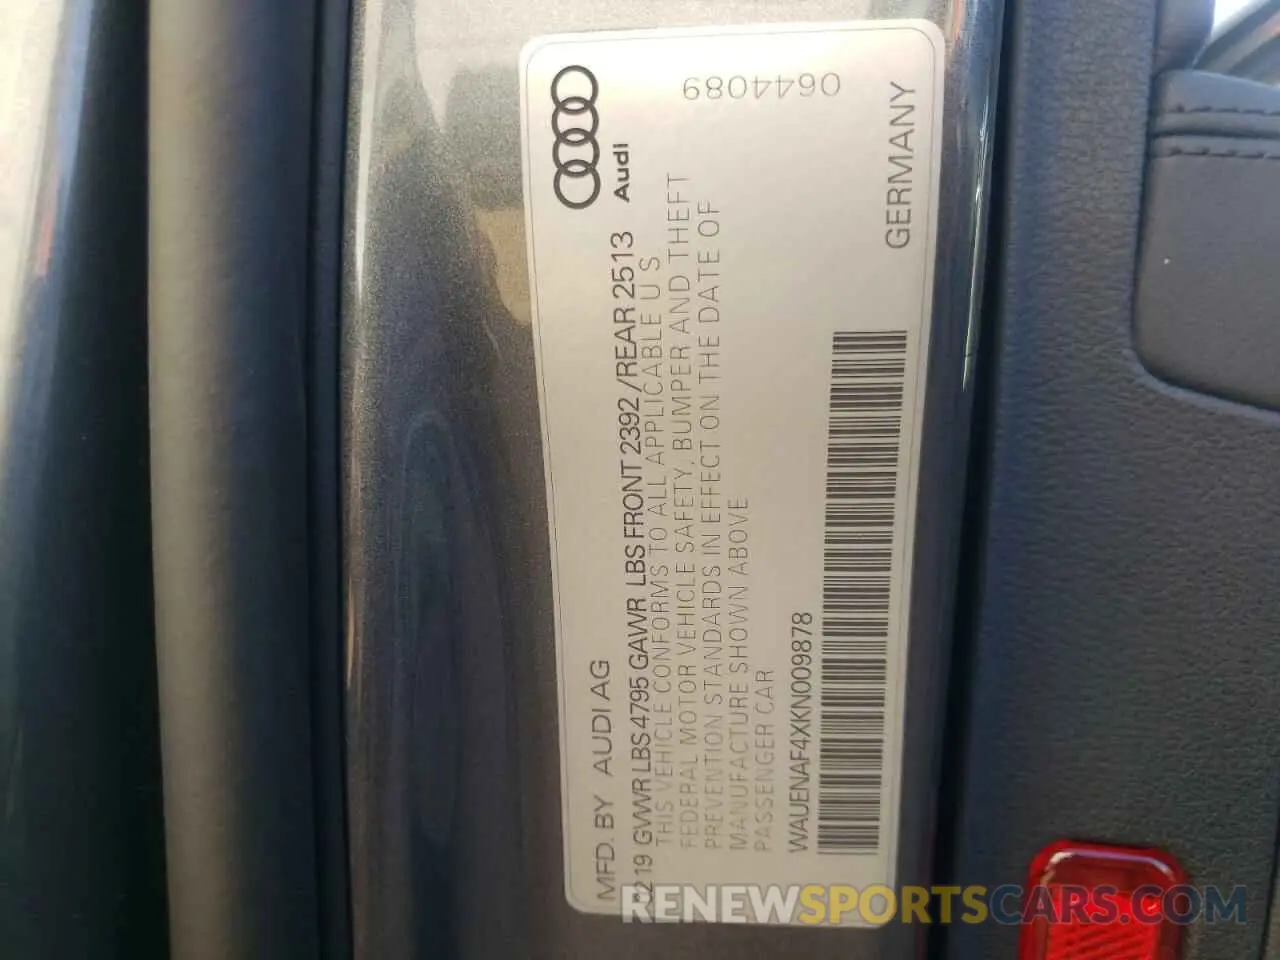 Audi
0644089
MFD. BY AUDI AG
0219 GVWR LBS 4795 GAWR LBS FRONT 2392/REAR 2513
THIS VEHICLE CONFORMS TO ALL APPLICABLE U S
FEDERAL MOTOR VEHICLE SAFETY, BUMPER AND THEFT
PREVENTION STANDARDS IN EFFECT ON THE DATE OF
MANUFACTURE SHOWN ABOVE
PASSENGER CAR
WAUENAF4XKN009878
GERMANY
RENEWSPORTSCARS.COM